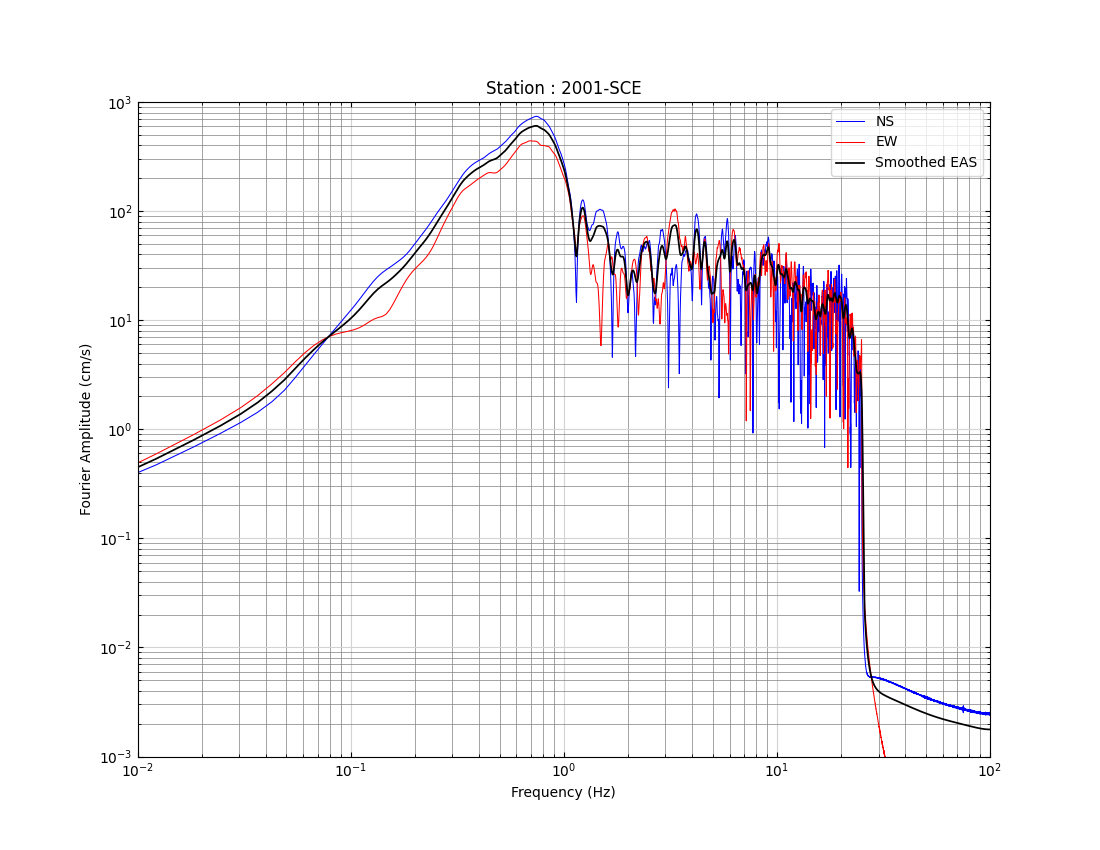 Station : 2001-SCE
NS
EW
Smoothed EAS
Fourier Amplitude (cm/s)
10³
10²
10¹
10⁰
10⁻¹
10⁻²
10⁻³
10⁻² 10⁻¹ 10⁰ 10¹ 10²
Frequency (Hz)